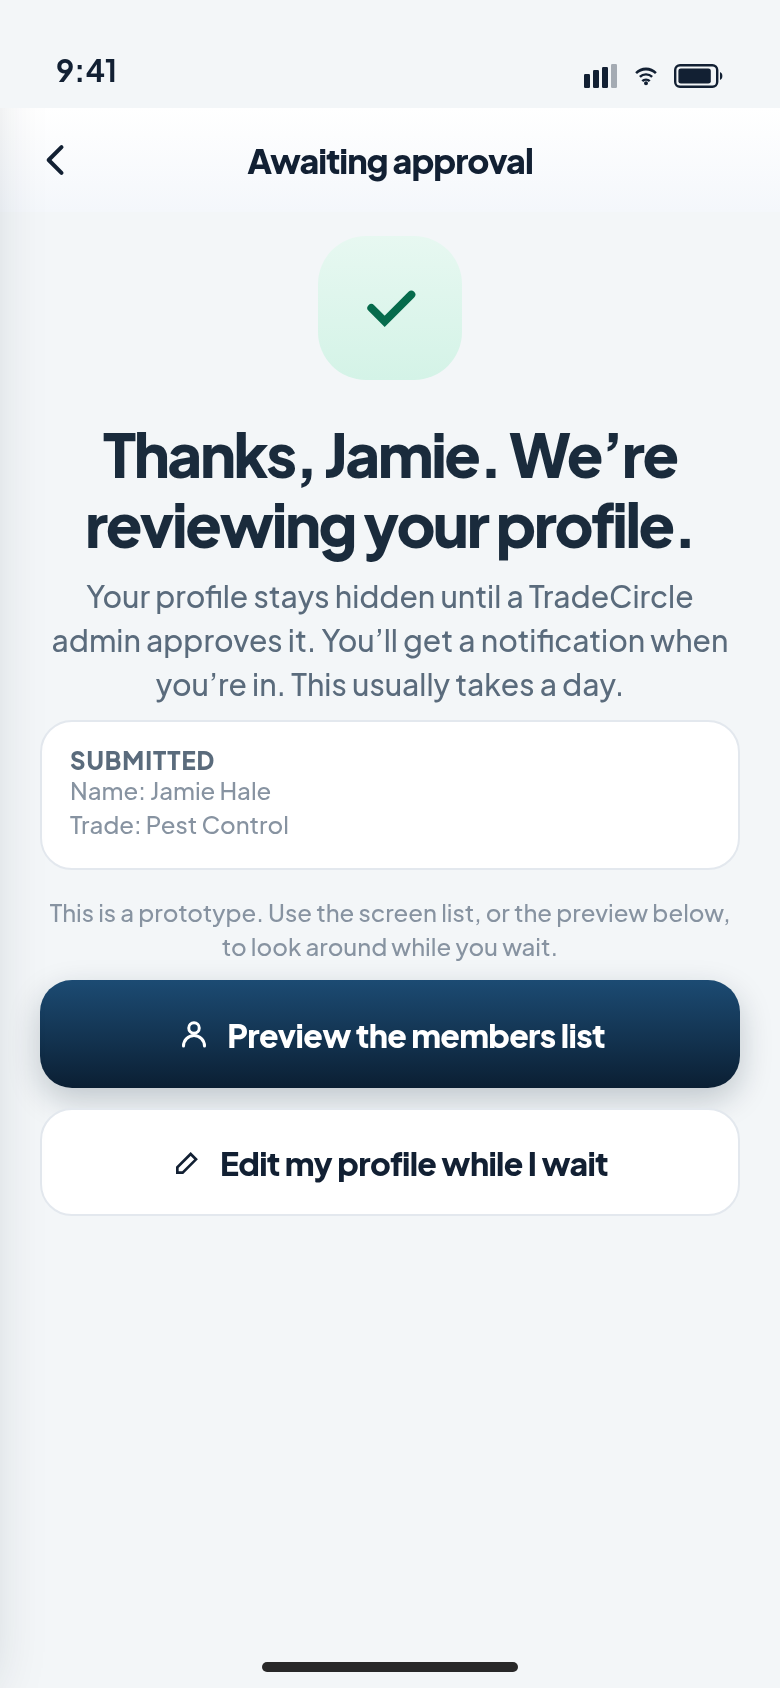 9:41
Awaiting approval
Thanks, Jamie. We’re
reviewing your profile.
Your profile stays hidden until a TradeCircle
admin approves it. You’ll get a notification when
you’re in. This usually takes a day.
SUBMITTED
Name: Jamie Hale
Trade: Pest Control
This is a prototype. Use the screen list, or the preview below,
to look around while you wait.
Preview the members list
Edit my profile while I wait